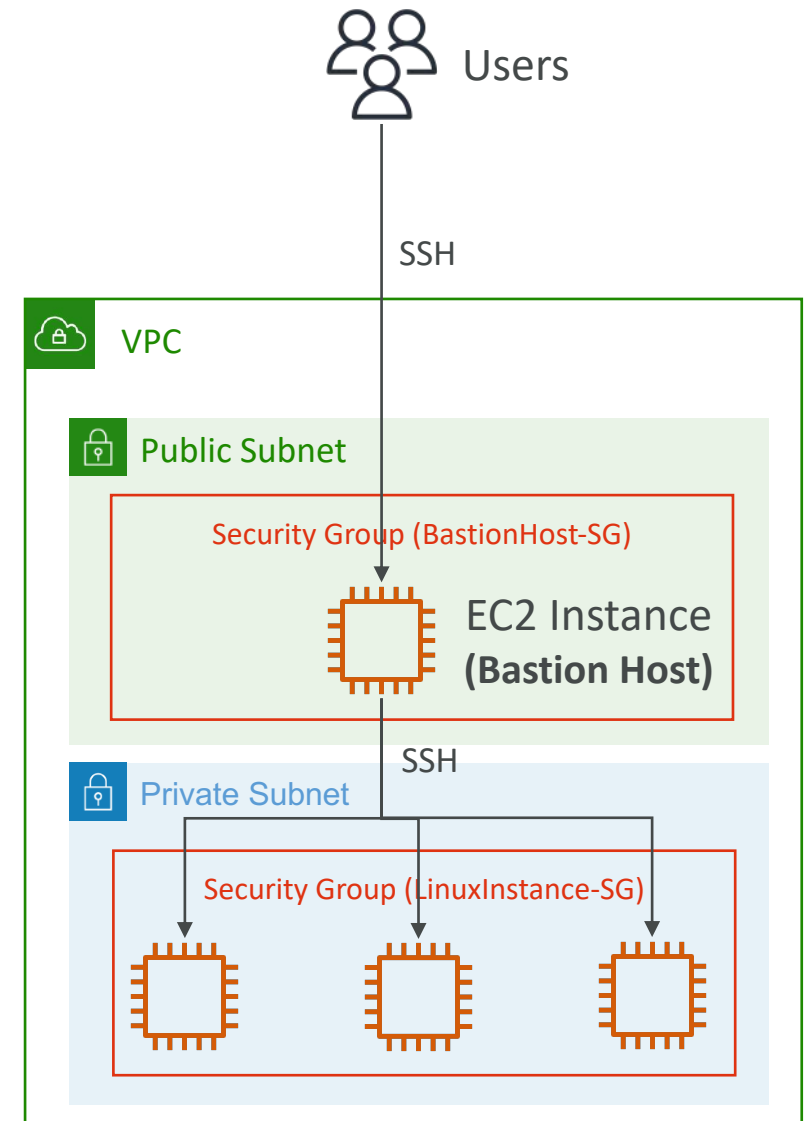 Users
SSH
VPC
Public Subnet
Security Group (BastionHost-SG)
EC2 Instance
(Bastion Host)
SSH
Private Subnet
Security Group (LinuxInstance-SG)